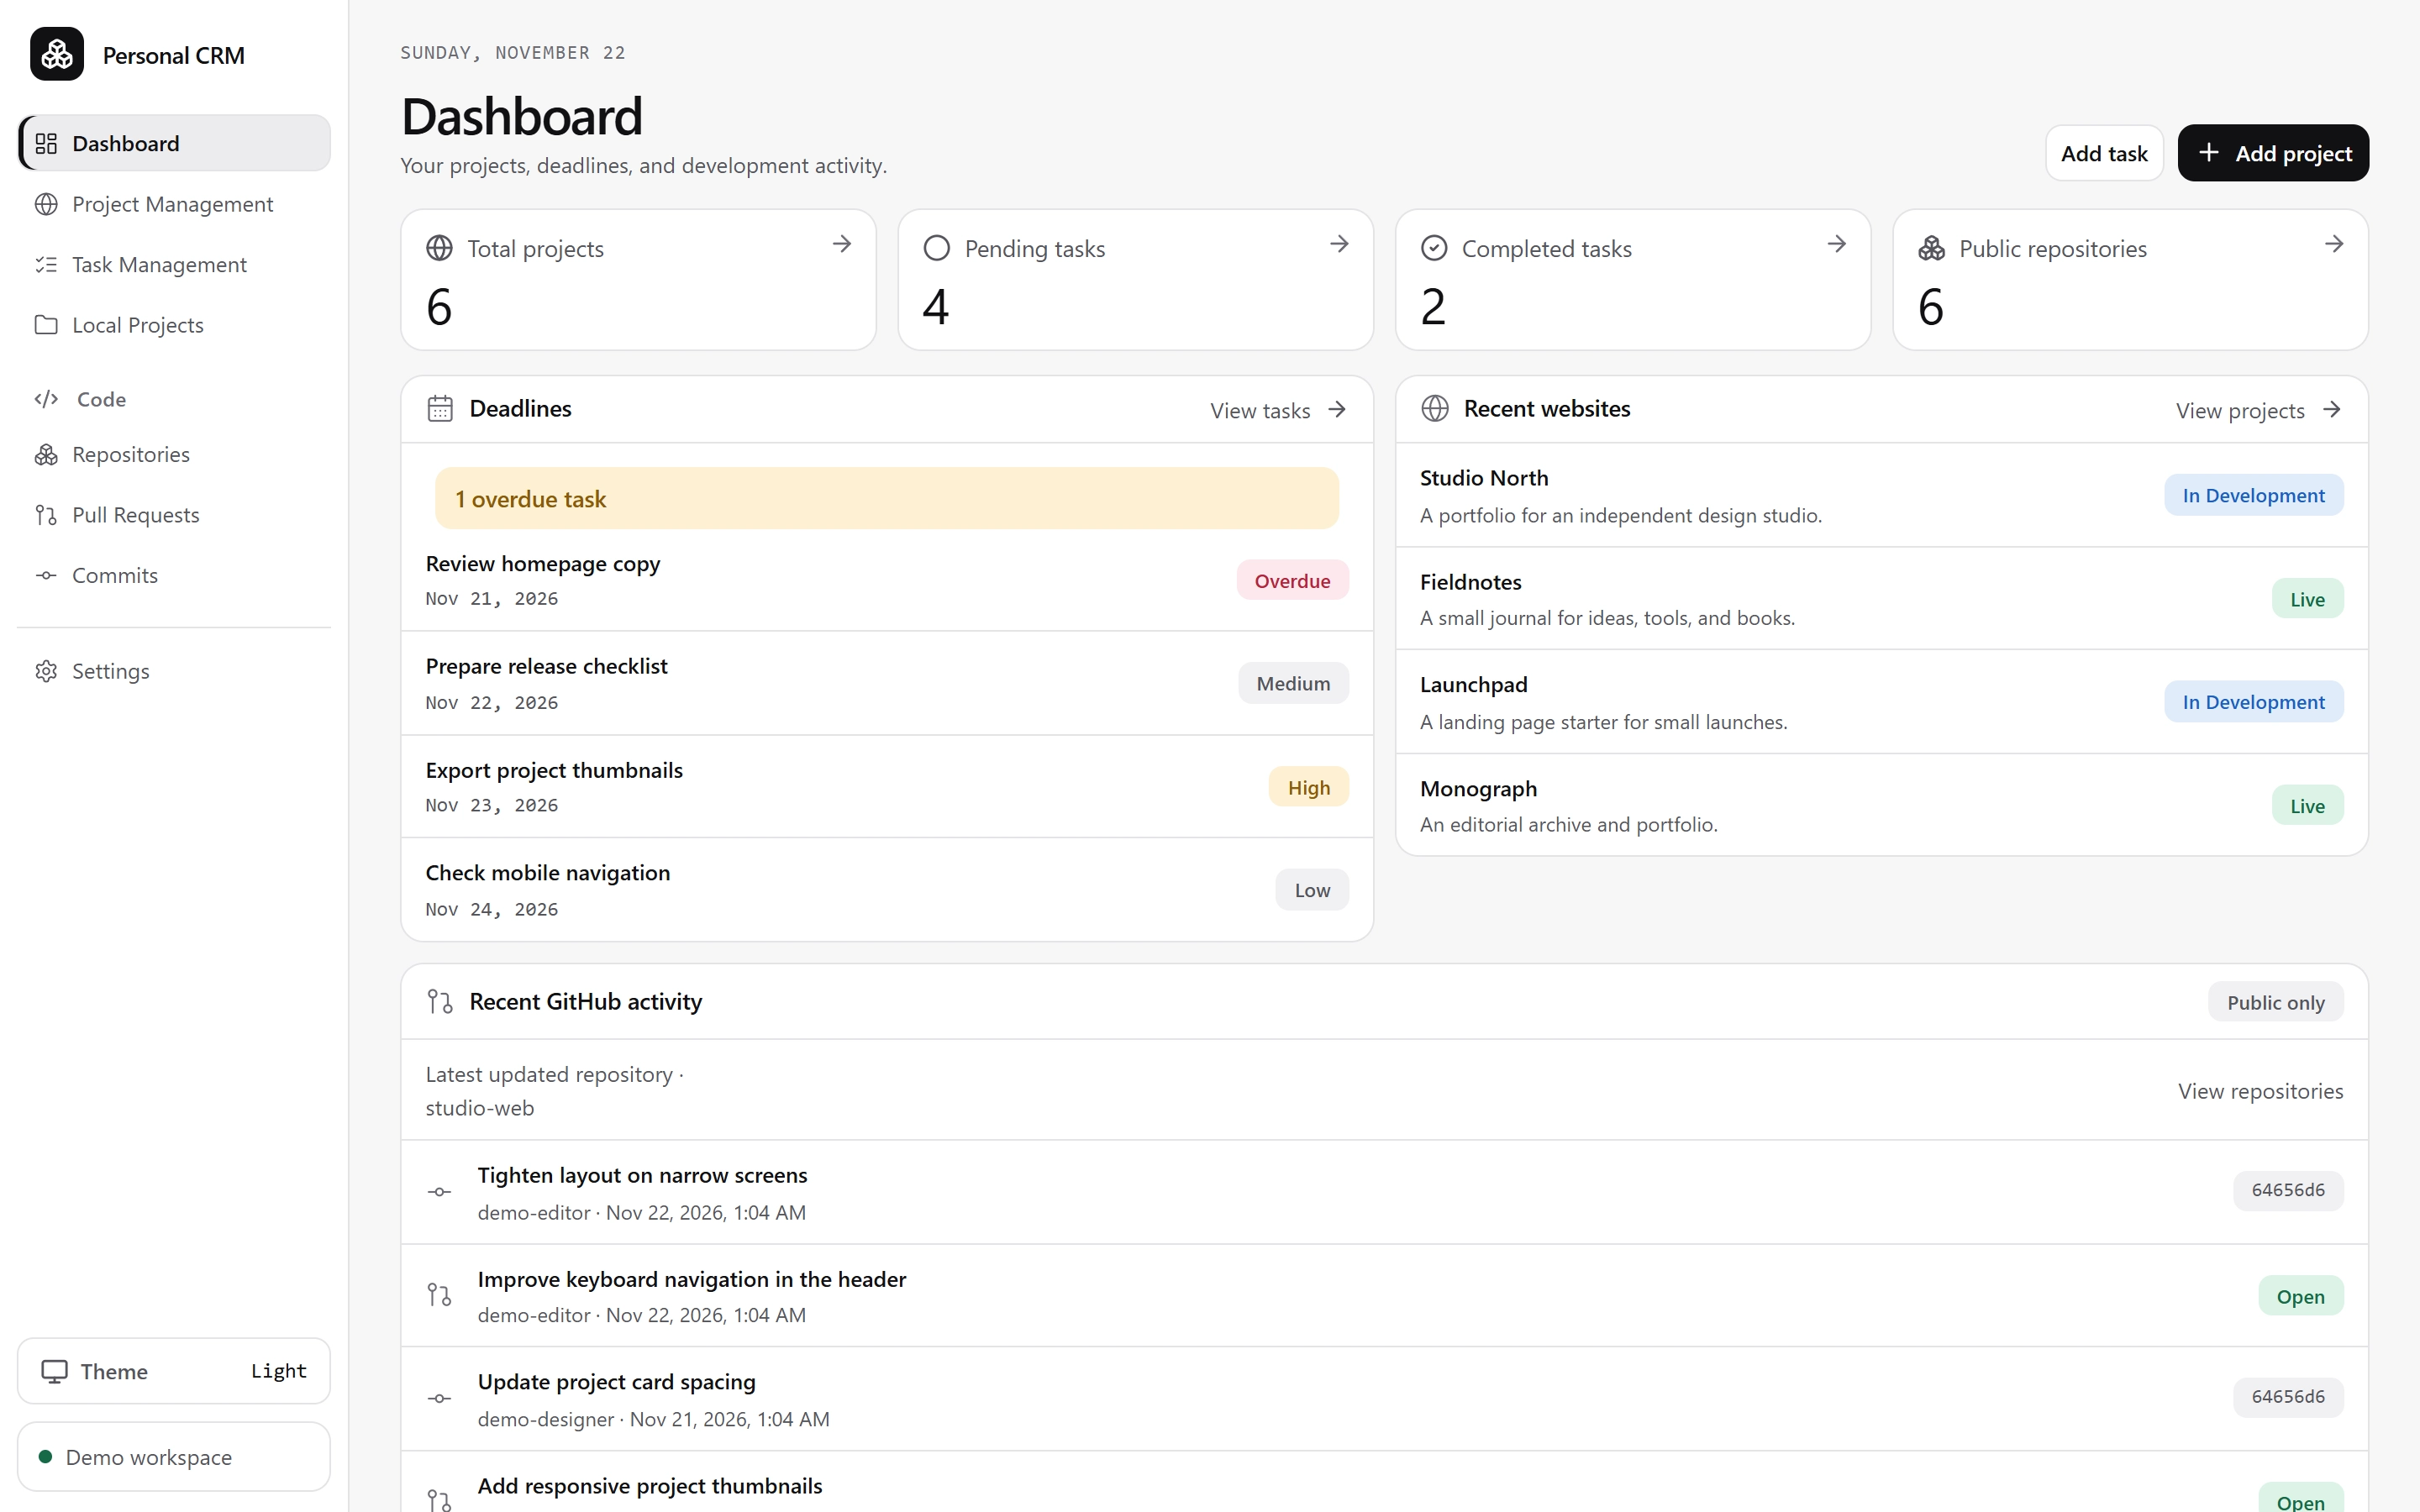 Personal CRM
Dashboard
Project Management
Task Management
Local Projects
Code
Repositories
Pull Requests
Commits
Settings
Theme
Light
Demo workspace
SUNDAY, NOVEMBER 22
Dashboard
Your projects, deadlines, and development activity.
Add task
Add project
Total projects
6
Pending tasks
4
Completed tasks
2
Public repositories
6
Deadlines
View tasks
1 overdue task
Review homepage copy
Nov 21, 2026
Overdue
Prepare release checklist
Nov 22, 2026
Medium
Export project thumbnails
Nov 23, 2026
High
Check mobile navigation
Nov 24, 2026
Low
Recent websites
View projects
Studio North
A portfolio for an independent design studio.
In Development
Fieldnotes
A small journal for ideas, tools, and books.
Live
Launchpad
A landing page starter for small launches.
In Development
Monograph
An editorial archive and portfolio.
Live
Recent GitHub activity
Public only
Latest updated repository ·
studio-web
View repositories
Tighten layout on narrow screens
demo-editor · Nov 22, 2026, 1:04 AM
64656d6
Improve keyboard navigation in the header
demo-editor · Nov 22, 2026, 1:04 AM
Open
Update project card spacing
demo-designer · Nov 21, 2026, 1:04 AM
64656d6
Add responsive project thumbnails
Open